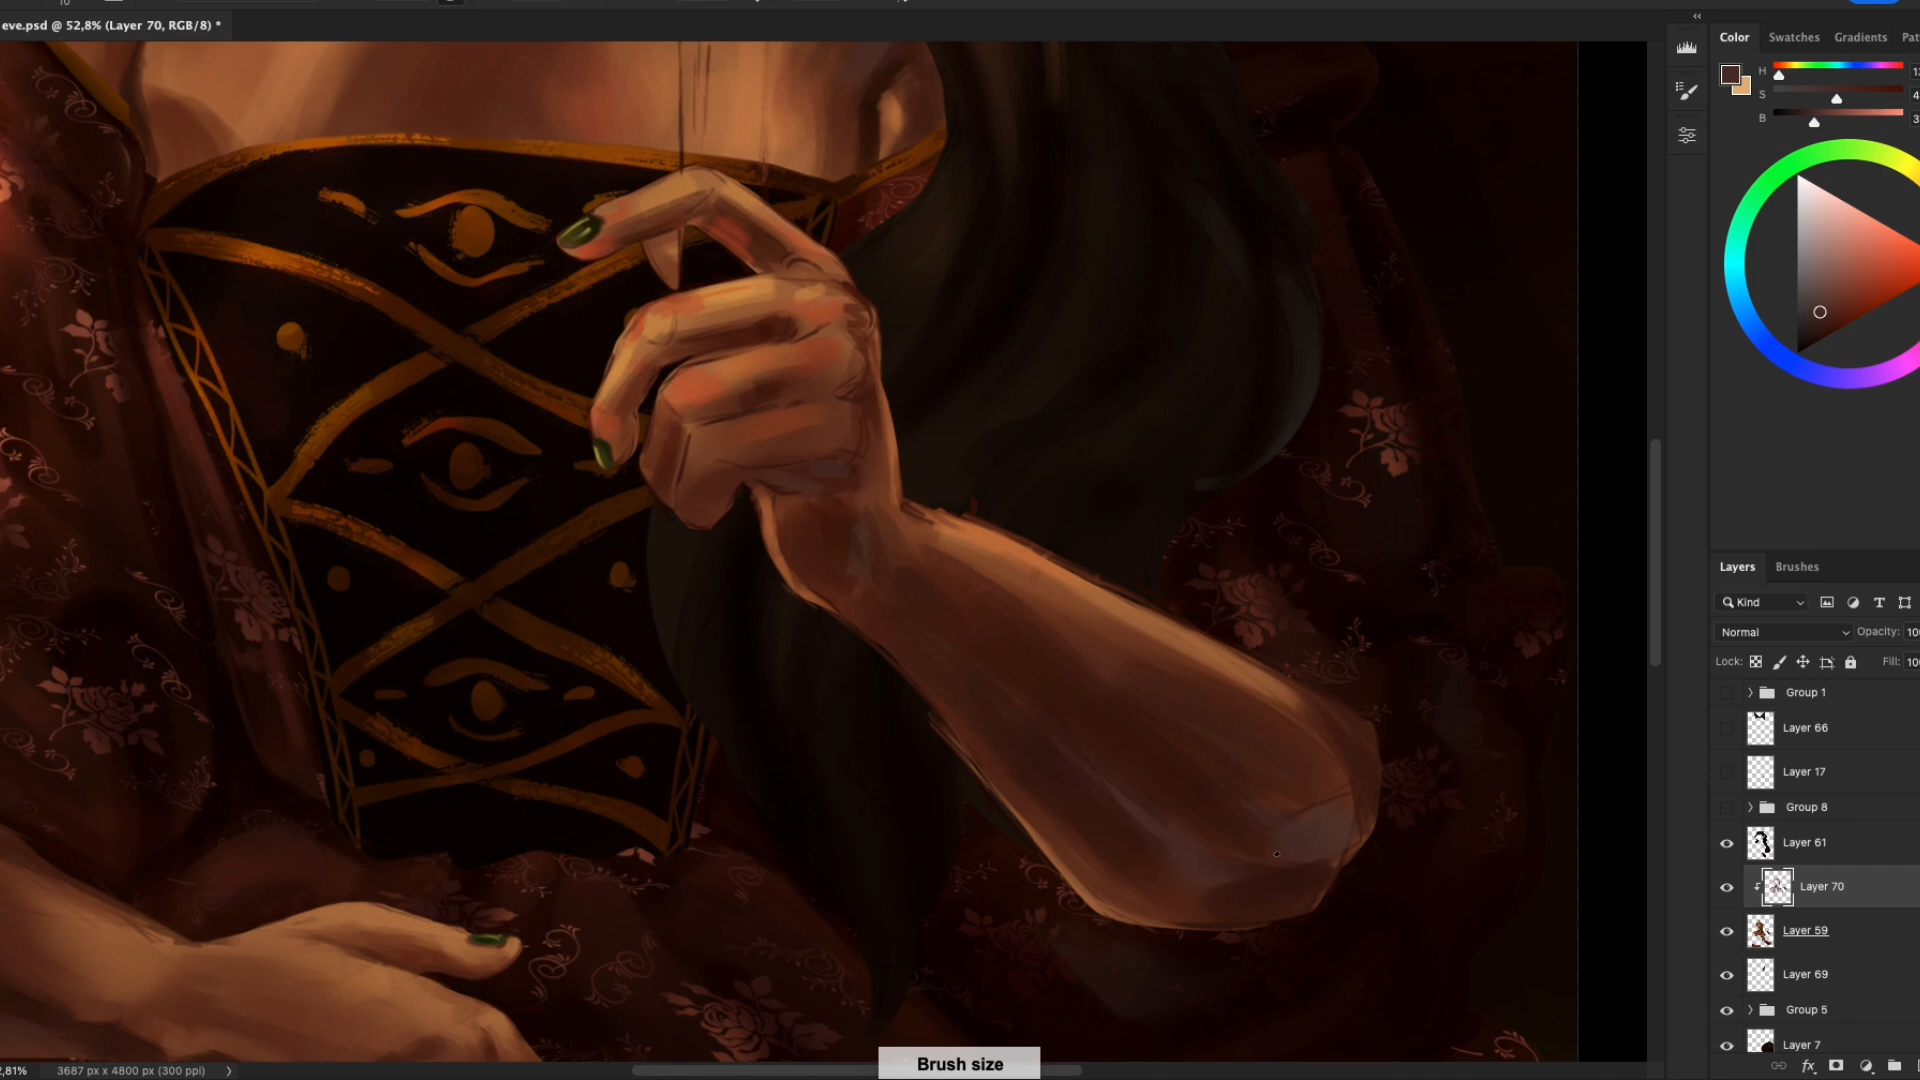 eve.psd @ 52,8% (Layer 70, RGB/8) *
Color
Swatches
Gradients
H
S
B
Layers
Brushes
Kind
T
Normal
Opacity:
Lock:
Fill:
Group 1
Layer 66
Layer 17
Group 8
Layer 61
Layer 70
Layer 59
Layer 69
Group 5
Layer 7
fx
3687 px x 4800 px (300 ppi)
Brush size